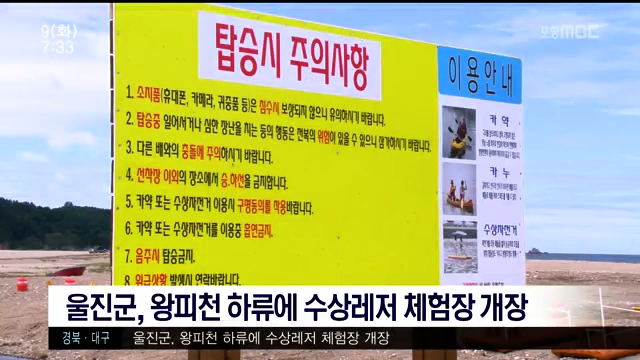 9(화)
7:33
포항MBC
탑승시 주의사항
이용안내
1. 소지품(휴대폰, 카메라, 귀중품 등)은 침수시 보상되지 않으니 유의하시기 바랍니다.
2. 탑승중 일어서거나 심한 장난을 치는 등의 행동은 전복의 위험이 있을 수 있으니 삼가하시기 바랍니다.
3. 다른 배와의 충돌에 주의하시기 바랍니다.
4. 선착장 이외의 장소에서 승.하선을 금지합니다.
5. 카약 또는 수상자전거 이용시 구명동의를 착용바랍니다.
6. 카약 또는 수상자전거를 이용중 음연금지.
7. 음주시 탑승금지.
8. 위급상황 발생시 연락바랍니다.
카약
카누
수상자전거
울진군, 왕피천 하류에 수상레저 체험장 개장
경북·대구 울진군, 왕피천 하류에 수상레저 체험장 개장